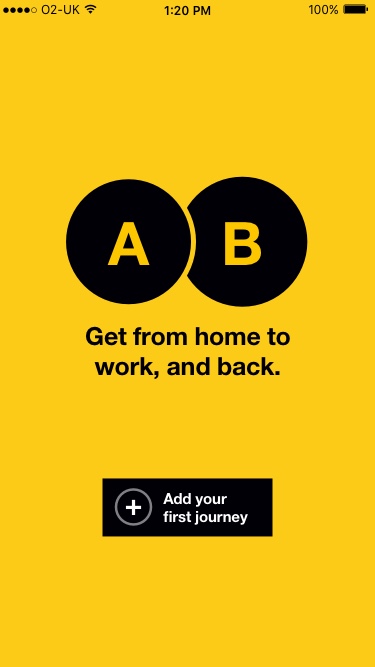 O2-UK 1:20 PM 100%
A B
Get from home to
work, and back.
Add your
first journey